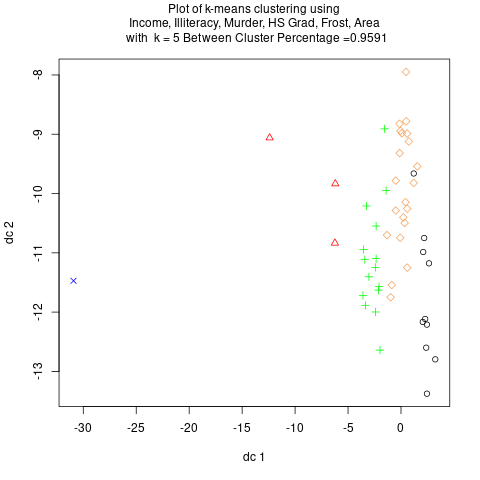 Plot of k-means clustering using
Income, Illiteracy, Murder, HS Grad, Frost, Area
with  k = 5 Between Cluster Percentage =0.9591
-8
-9
-10
-11
-12
-13
dc 2
-30
-25
-20
-15
-10
-5
0
dc 1